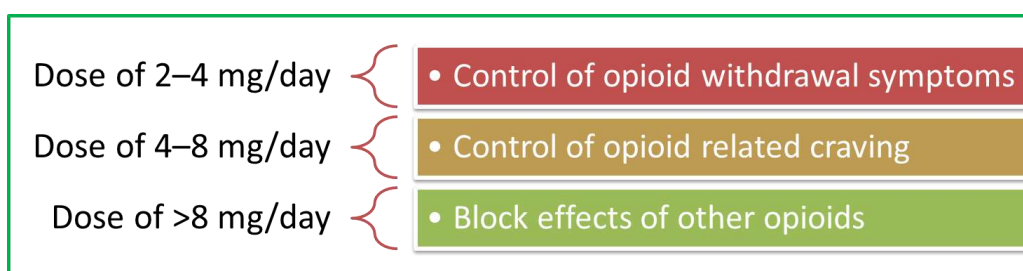 Dose of 2–4 mg/day • Control of opioid withdrawal symptoms
Dose of 4–8 mg/day • Control of opioid related craving
Dose of >8 mg/day • Block effects of other opioids